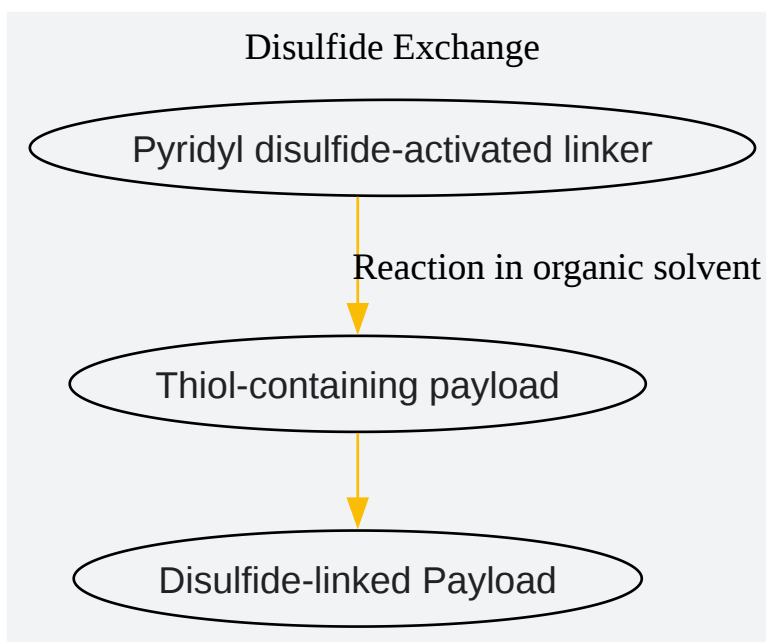 Disulfide Exchange
Pyridyl disulfide-activated linker
Reaction in organic solvent
Thiol-containing payload
Disulfide-linked Payload